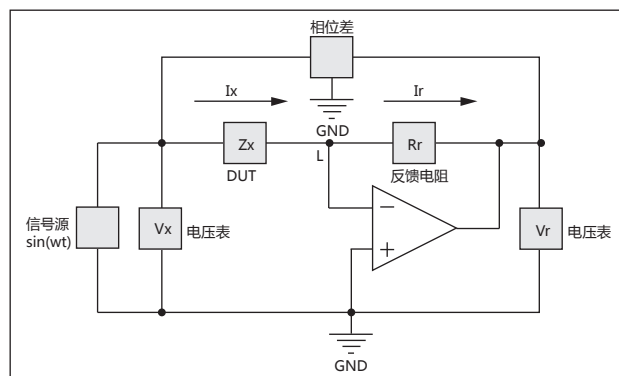 相位差
Ix
Ir
GND
Zx
L
Rr
DUT
反馈电阻
信号源
sin(wt)
Vx
电压表
−
+
Vr
电压表
GND